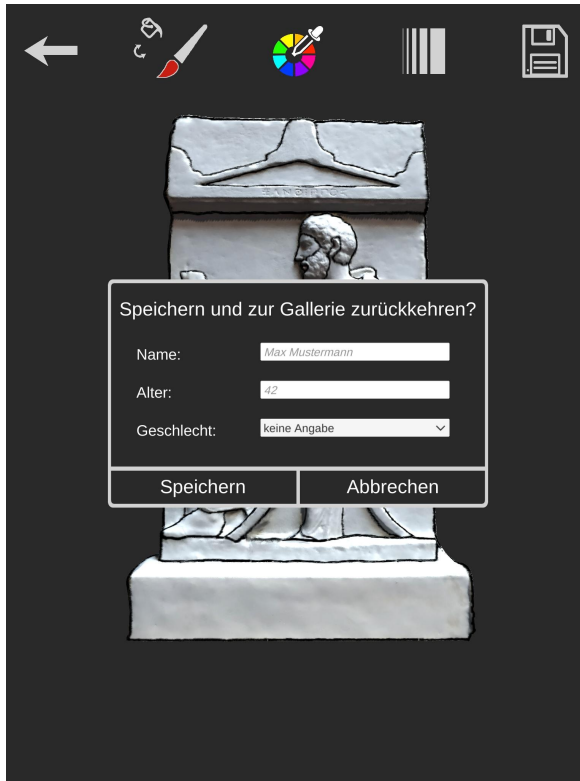 Speichern und zur Gallerie zurückkehren?
Name: Max Mustermann
Alter: 42
Geschlecht: keine Angabe
Speichern Abbrechen